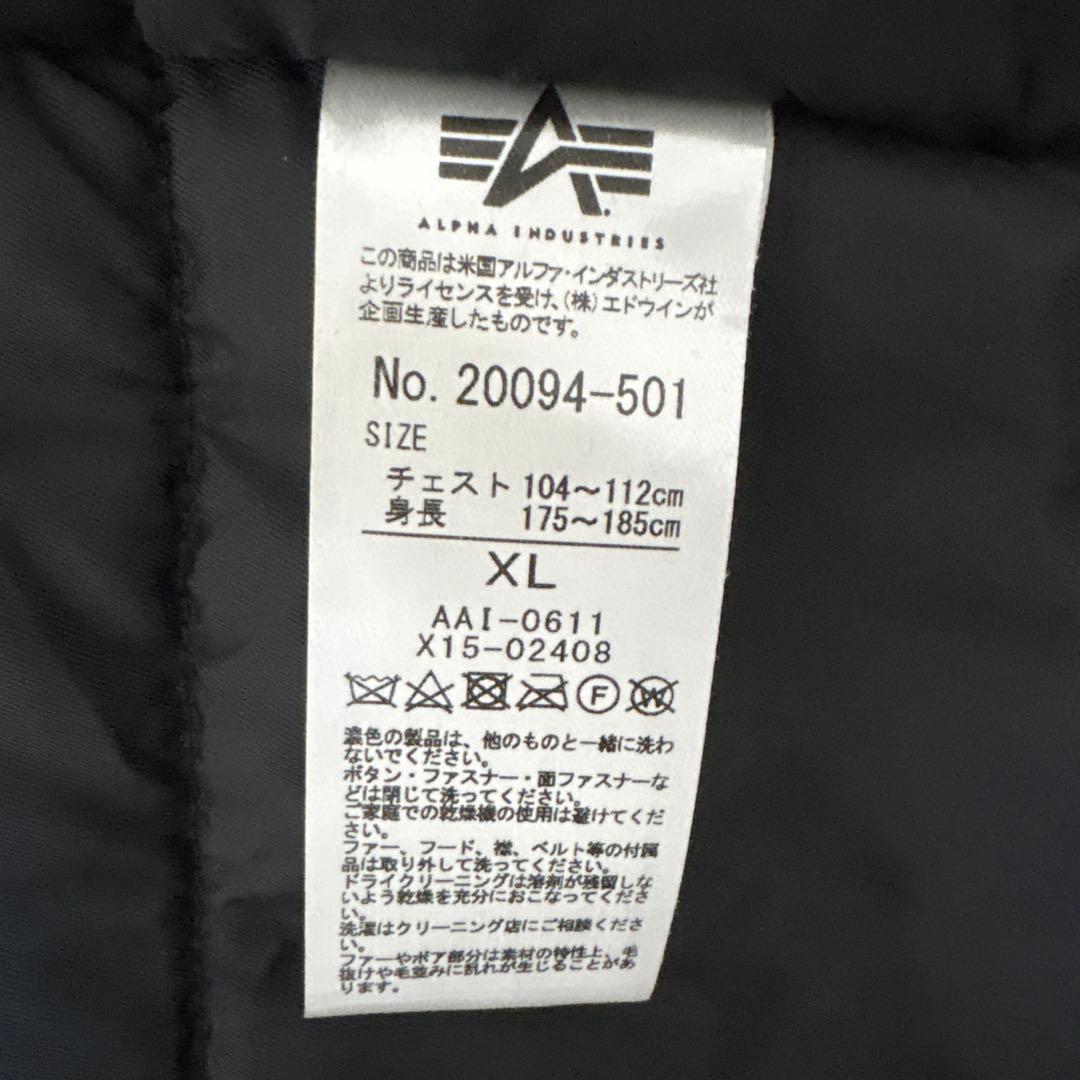 ALPHA INDUSTRIES
この商品は米国アルファ・インダストリーズ社
よりライセンスを受け、(株)エドウインが
企画生産したものです。
No. 20094-501
SIZE
チェスト 104～112cm
身長 175～185cm
XL
AAI-0611
X15-02408
F
W
濃色の製品は、他のものと一緒に洗わ
ないでください。
ボタン・ファスナー・面ファスナーな
どは閉じて洗ってください。
ご家庭での乾燥機の使用は避けてくだ
さい。
ファー、フード、襟、ベルト等の付属
品は取り外して洗ってください。
ドライクリーニングは溶剤が残留しな
いよう乾燥を充分におこなってくださ
い。
洗濯はクリーニング店にご相談くださ
い。
ファーやボア部分は素材の特性上、毛
抜けや毛並みに乱れが生じることがあ
ります。